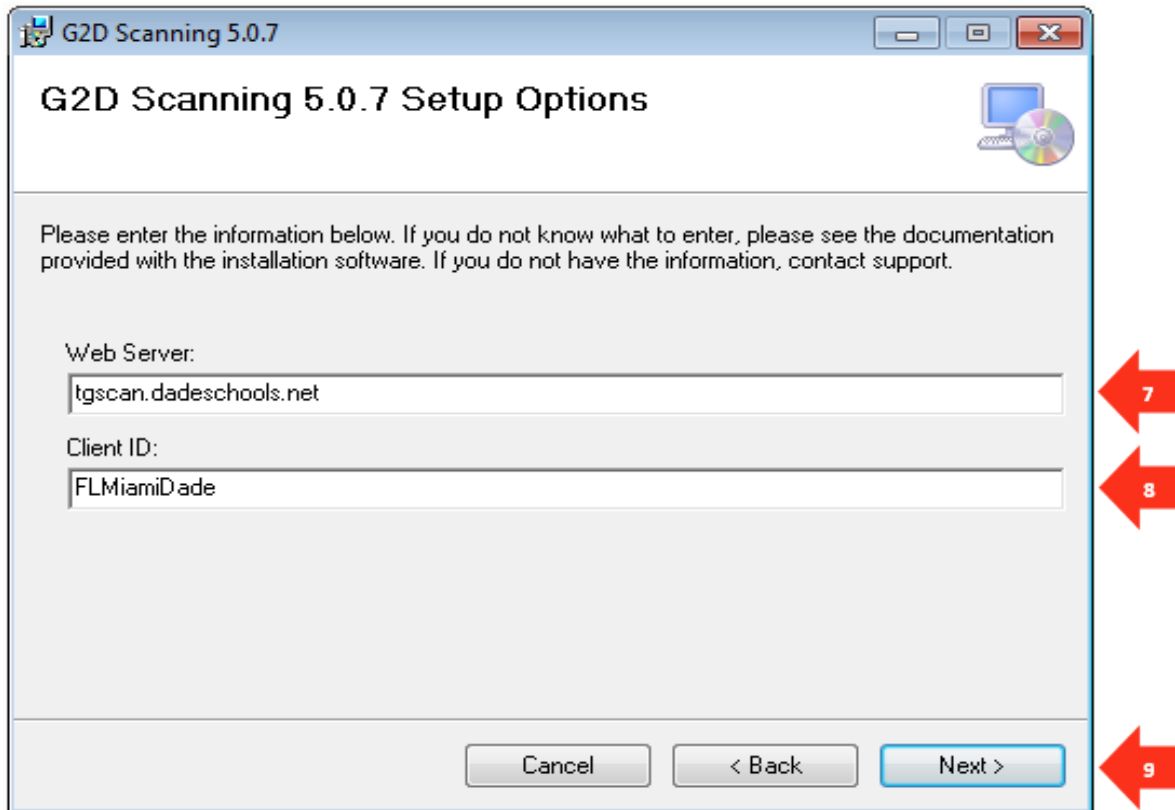 G2D Scanning 5.0.7
G2D Scanning 5.0.7 Setup Options
Please enter the information below. If you do not know what to enter, please see the documentation
provided with the installation software. If you do not have the information, contact support.
Web Server:
tgscan.dadeschools.net
7
Client ID:
FLMiamiDade
8
Cancel
< Back
Next >
9